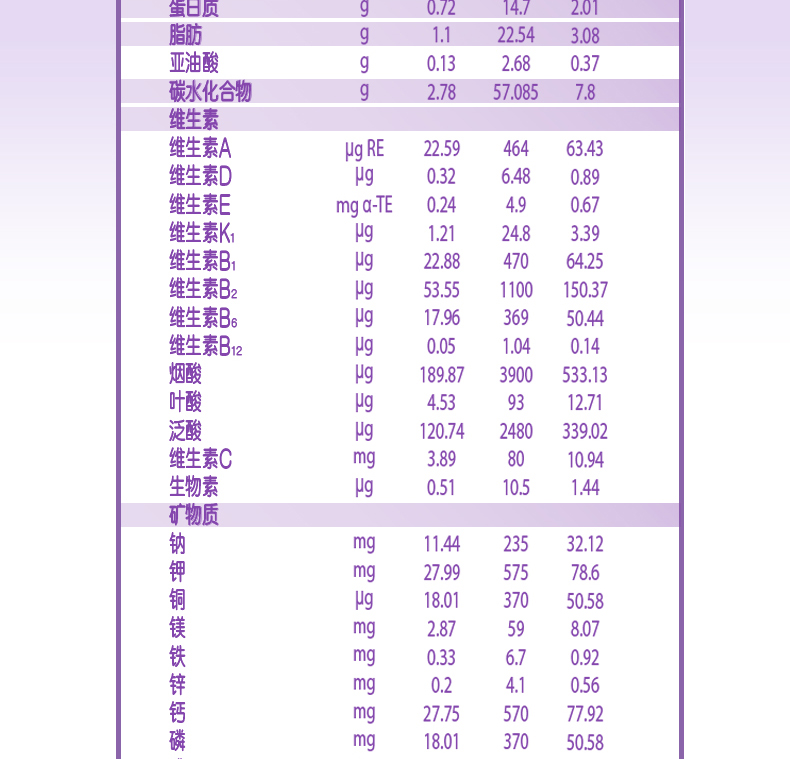 蛋白质 g 0.72 14.7 2.01
脂肪 g 1.1 22.54 3.08
亚油酸 g 0.13 2.68 0.37
碳水化合物 g 2.78 57.085 7.8
维生素
维生素A μg RE 22.59 464 63.43
维生素D μg 0.32 6.48 0.89
维生素E mg α-TE 0.24 4.9 0.67
维生素K₁ μg 1.21 24.8 3.39
维生素B₁ μg 22.88 470 64.25
维生素B₂ μg 53.55 1100 150.37
维生素B₆ μg 17.96 369 50.44
维生素B₁₂ μg 0.05 1.04 0.14
烟酸 μg 189.87 3900 533.13
叶酸 μg 4.53 93 12.71
泛酸 μg 120.74 2480 339.02
维生素C mg 3.89 80 10.94
生物素 μg 0.51 10.5 1.44
矿物质
钠 mg 11.44 235 32.12
钾 mg 27.99 575 78.6
铜 μg 18.01 370 50.58
镁 mg 2.87 59 8.07
铁 mg 0.33 6.7 0.92
锌 mg 0.2 4.1 0.56
钙 mg 27.75 570 77.92
磷 mg 18.01 370 50.58